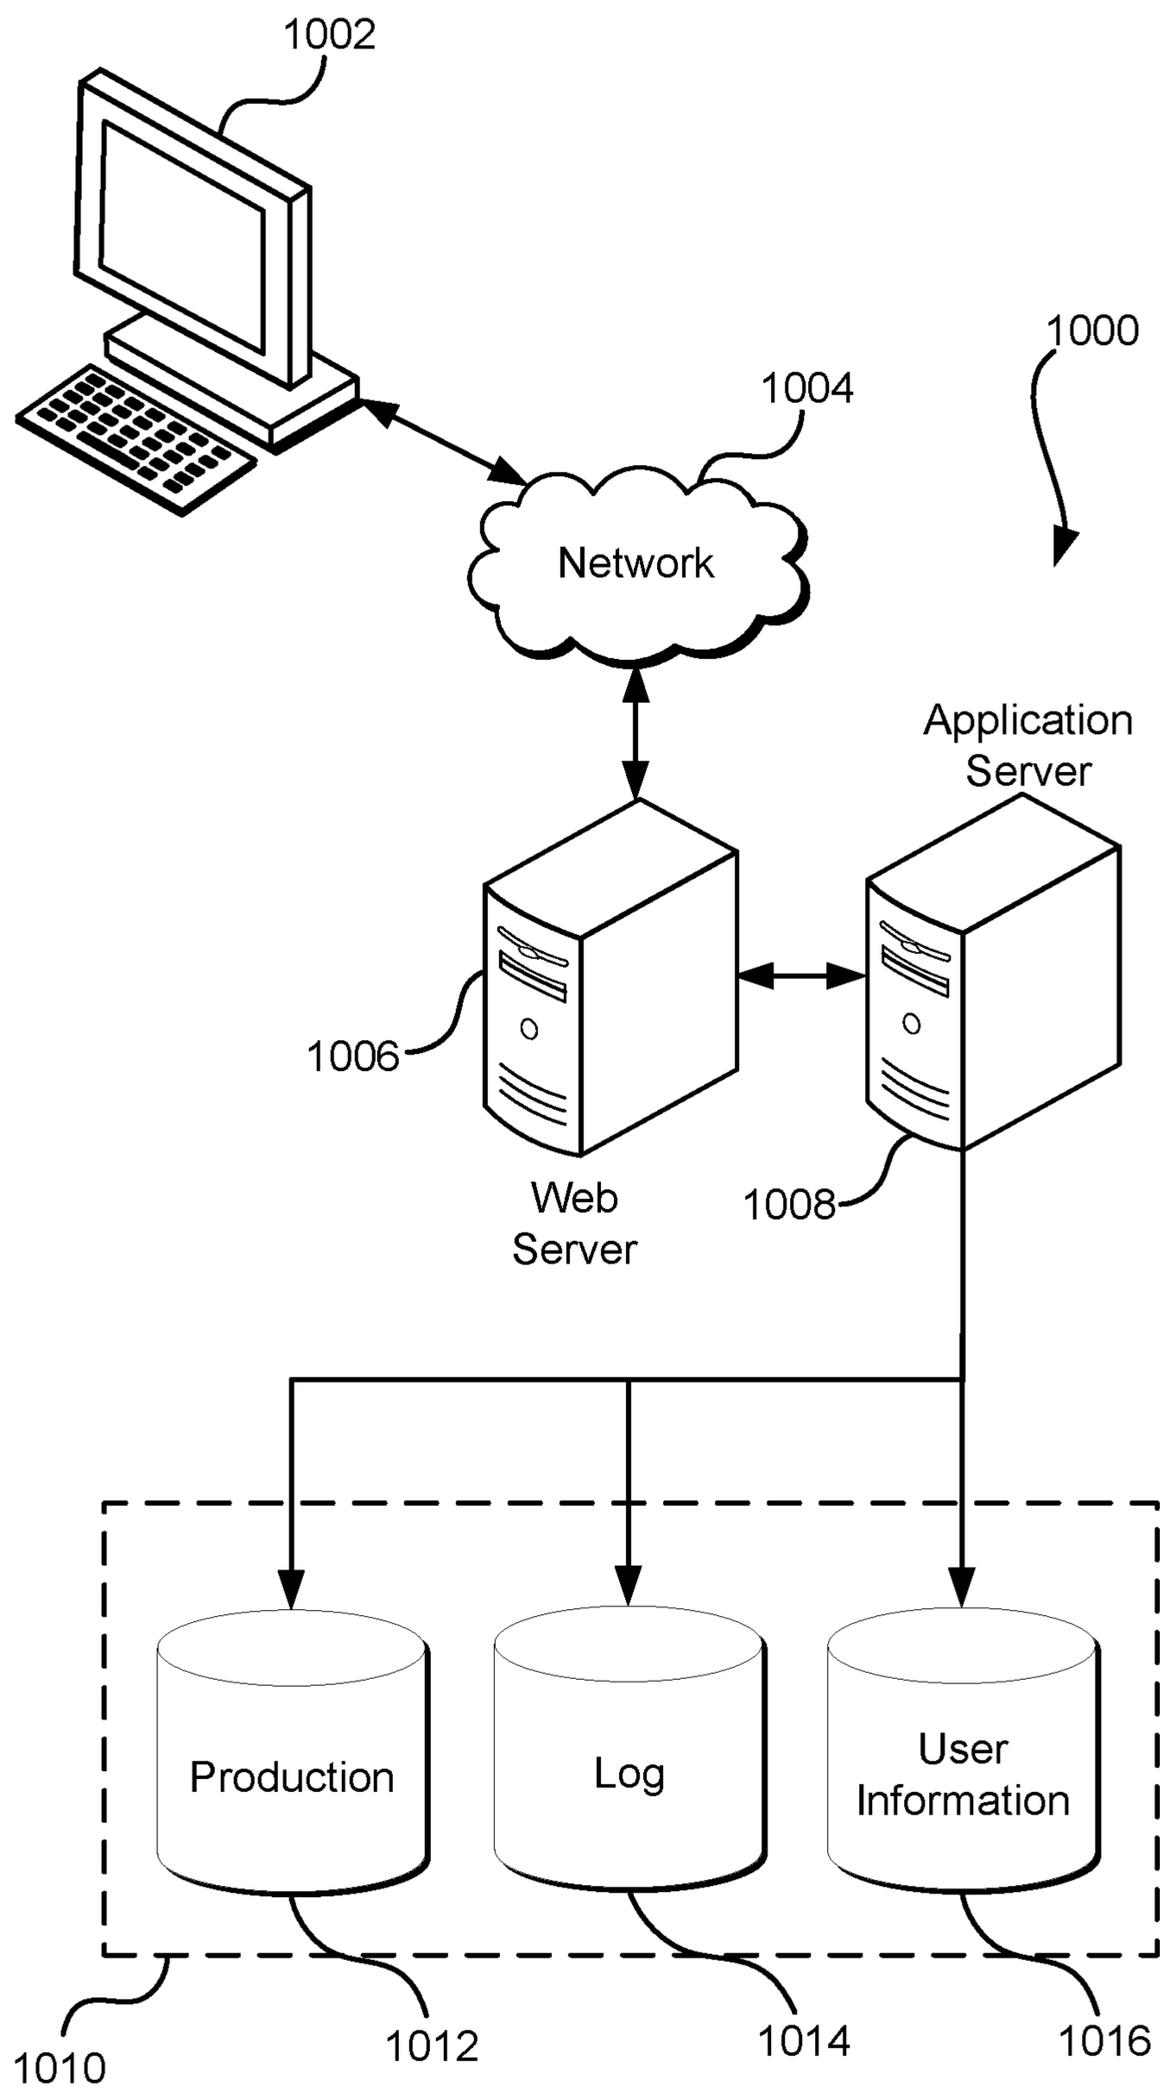 1002
1000
1004
Network
Application
Server
1006
1008
Web
Server
Production
Log
User
Information
1010
1012
1014
1016